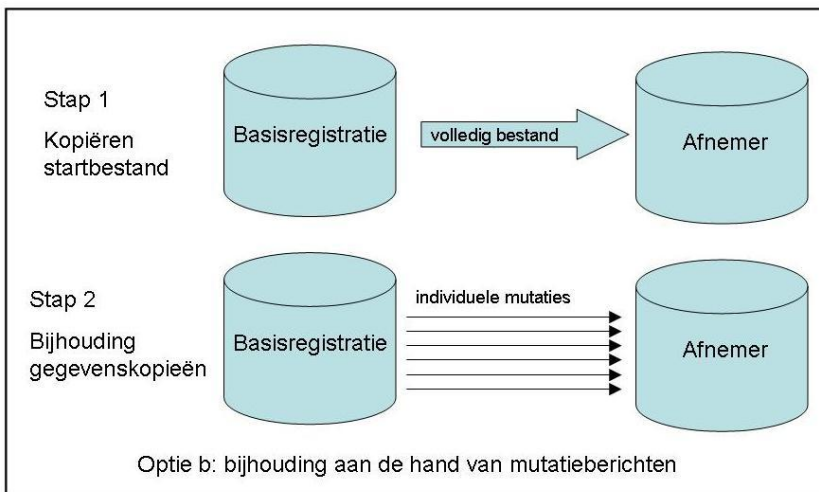 Stap 1
Kopiëren
startbestand
Basisregistratie
volledig bestand
Afnemer
Stap 2
Bijhouding
gegevenskopieën
Basisregistratie
individuele mutaties
Afnemer
Optie b: bijhouding aan de hand van mutatieberichten